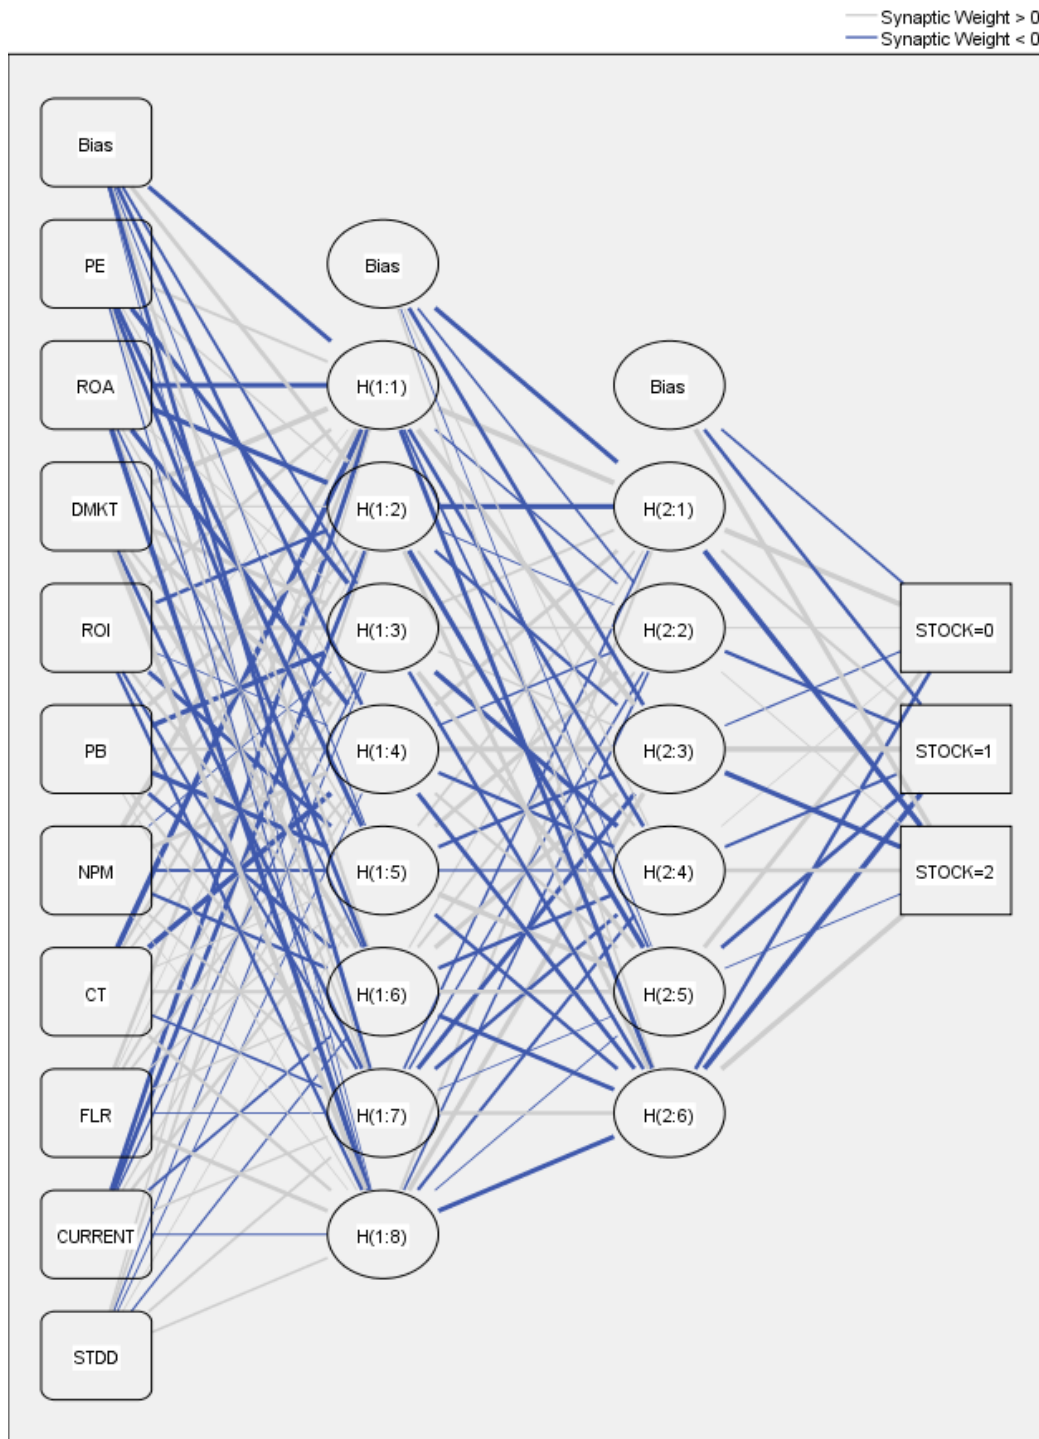 Synaptic Weight > 0
Synaptic Weight < 0
Bias
PE
ROA
DMKT
ROI
PB
NPM
CT
FLR
CURRENT
STDD
Bias
H(1:1)
H(1:2)
H(1:3)
H(1:4)
H(1:5)
H(1:6)
H(1:7)
H(1:8)
Bias
H(2:1)
H(2:2)
H(2:3)
H(2:4)
H(2:5)
H(2:6)
STOCK=0
STOCK=1
STOCK=2